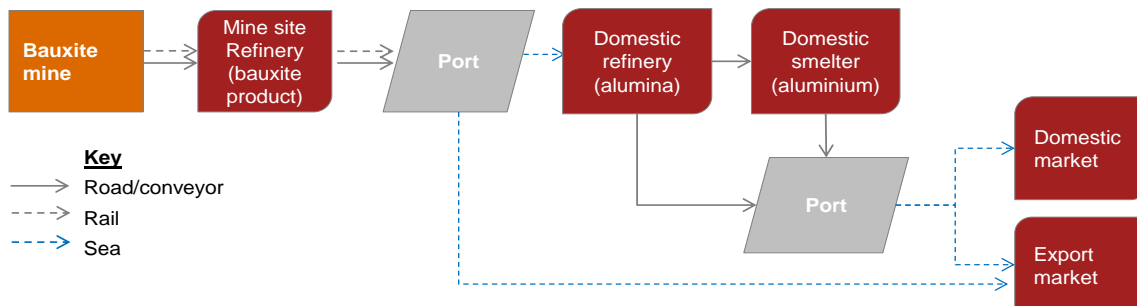 Bauxite
mine
Mine site
Refinery
(bauxite
product)
Port
Domestic
refinery
(alumina)
Domestic
smelter
(aluminium)
Domestic
market
Key
Road/conveyor
Rail
Sea
Port
Export
market